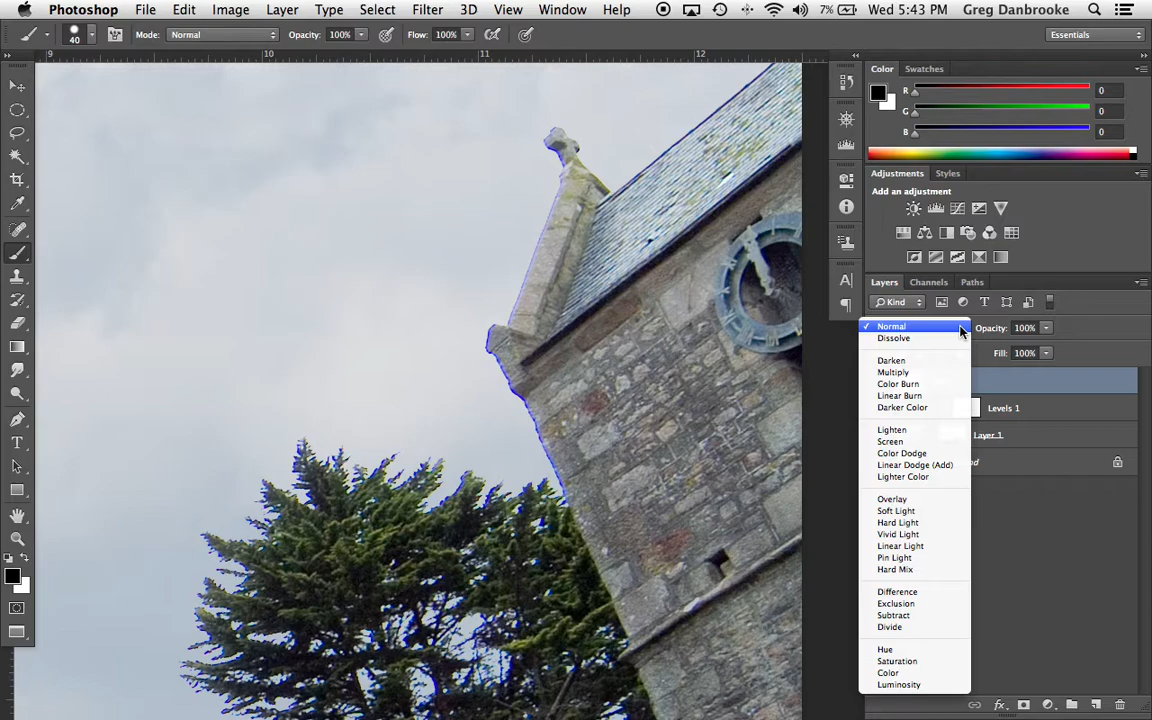 Photoshop File Edit Image Layer Type Select Filter 3D View Window Help 7% Wed 5:43 PM Greg Danbrooke
40 Mode: Normal Opacity: 100% Flow: 100% Essentials
9 10 11 12
Color Swatches
R 0
G 0
B 0
Adjustments Styles
Add an adjustment
Layers Channels Paths
Kind
Normal Opacity: 100%
Dissolve
Fill: 100%
Darken
Multiply
Color Burn
Linear Burn
Darker Color
Levels 1
Lighten
Layer 1
Screen
Color Dodge
Linear Dodge (Add)
Lighter Color
Overlay
Soft Light
Hard Light
Vivid Light
Linear Light
Pin Light
Hard Mix
Difference
Exclusion
Subtract
Divide
Hue
Saturation
Color
Luminosity